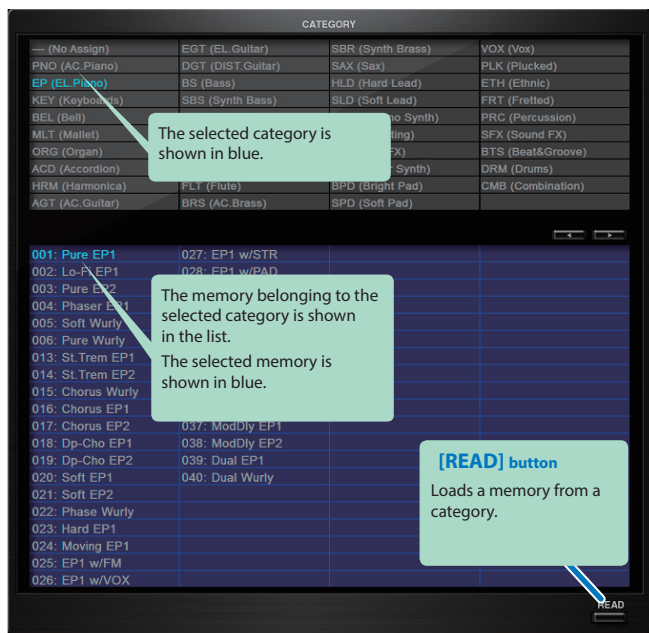 CATEGORY
— (No Assign) EGT (EL.Guitar) SBR (Synth Brass) VOX (Vox)
PNO (AC.Piano) DGT (DIST.Guitar) SAX (Sax) PLK (Plucked)
EP (EL.Piano) BS (Bass) HLD (Hard Lead) ETH (Ethnic)
KEY (Keyboards) SBS (Synth Bass) SLD (Soft Lead) FRT (Fretted)
BEL (Bell) Synth) PRC (Percussion)
MLT (Mallet) SFX (Sound FX)
ORG (Organ) FX) BTS (Beat&Groove)
ACD (Accordion) Synth) DRM (Drums)
HRM (Harmonica) FLT (Flute) BPD (Bright Pad) CMB (Combination)
AGT (AC.Guitar) BRS (AC.Brass) SPD (Soft Pad)
The selected category is
shown in blue.
001: Pure EP1 027: EP1 w/STR
002: Lo-Fi EP1 028: EP1 w/PAD
003: Pure EP2
004: Phaser EP1
005: Soft Wurly
006: Pure Wurly
013: St.Trem EP1
014: St.Trem EP2
015: Chorus Wurly
016: Chorus EP1
017: Chorus EP2 037: ModDly EP1
018: Dp-Cho EP1 038: ModDly EP2
019: Dp-Cho EP2 039: Dual EP1
020: Soft EP1 040: Dual Wurly
021: Soft EP2
022: Phase Wurly
023: Hard EP1
024: Moving EP1
025: EP1 w/FM
026: EP1 w/VOX
The memory belonging to the
selected category is shown
in the list.
The selected memory is
shown in blue.
[READ] button
Loads a memory from a
category.
READ